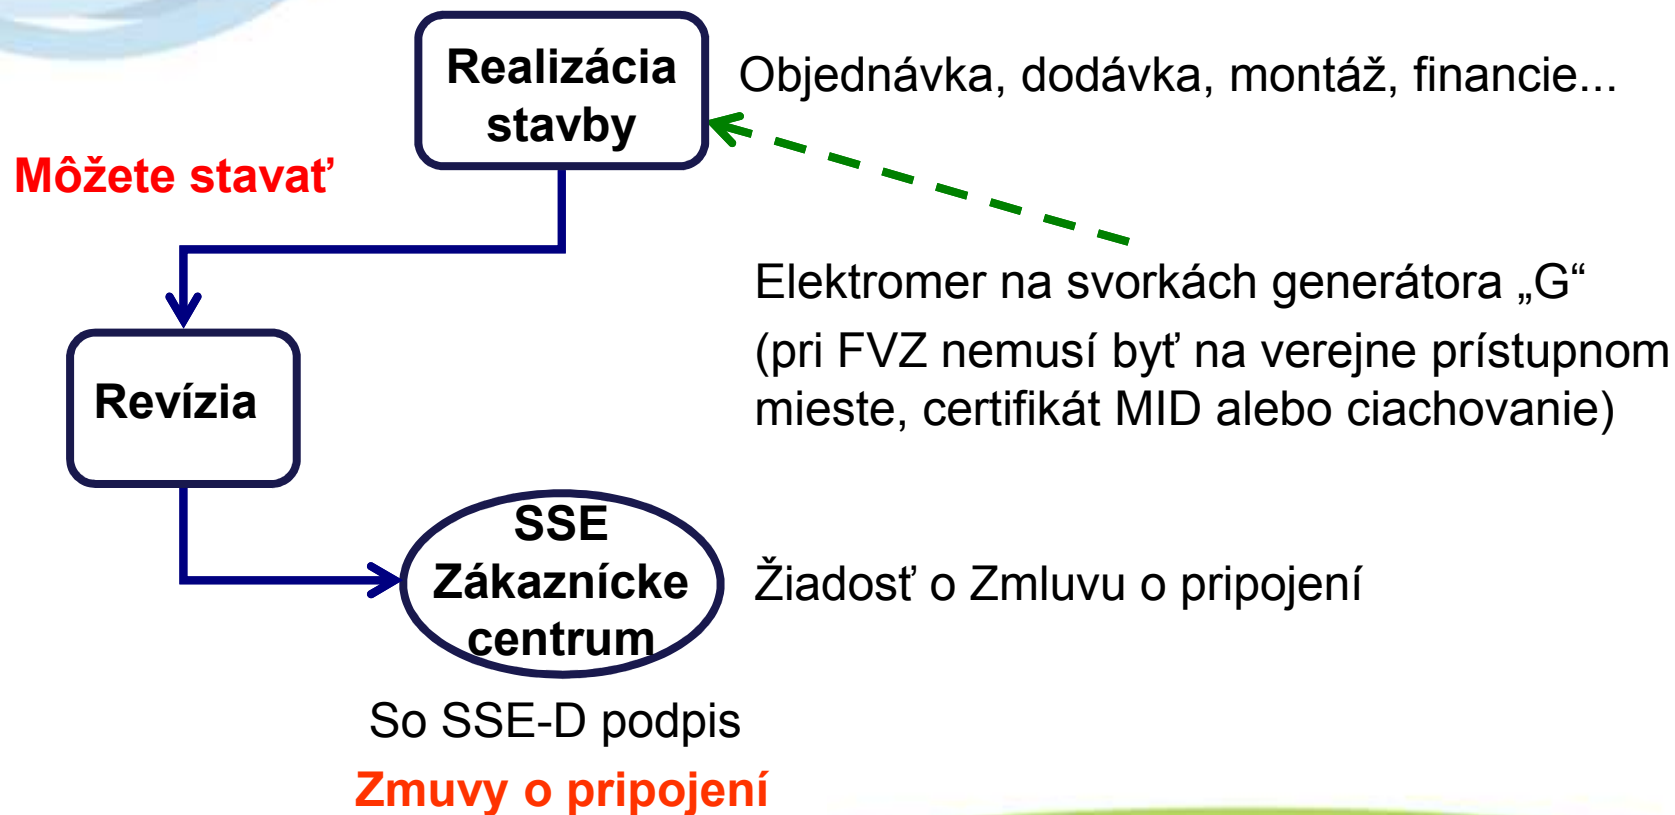 Realizácia
stavby
Objednávka, dodávka, montáž, financie...
Môžete stavať
Elektromer na svorkách generátora „G“
(pri FVZ nemusí byť na verejne prístupnom
mieste, certifikát MID alebo ciachovanie)
Revízia
SSE
Zákaznícke
centrum
Žiadosť o Zmluvu o pripojení
So SSE-D podpis
Zmuvy o pripojení